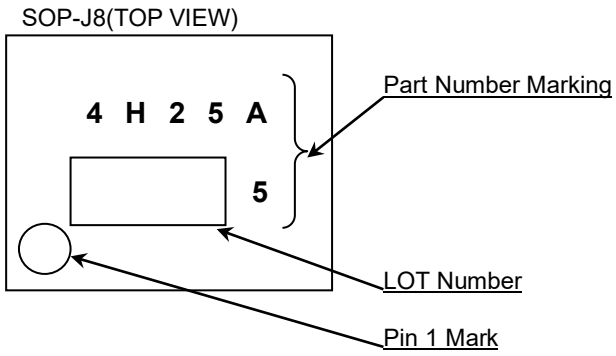 SOP-J8(TOP VIEW)
Part Number Marking
4 H 2 5 A
5
LOT Number
Pin 1 Mark